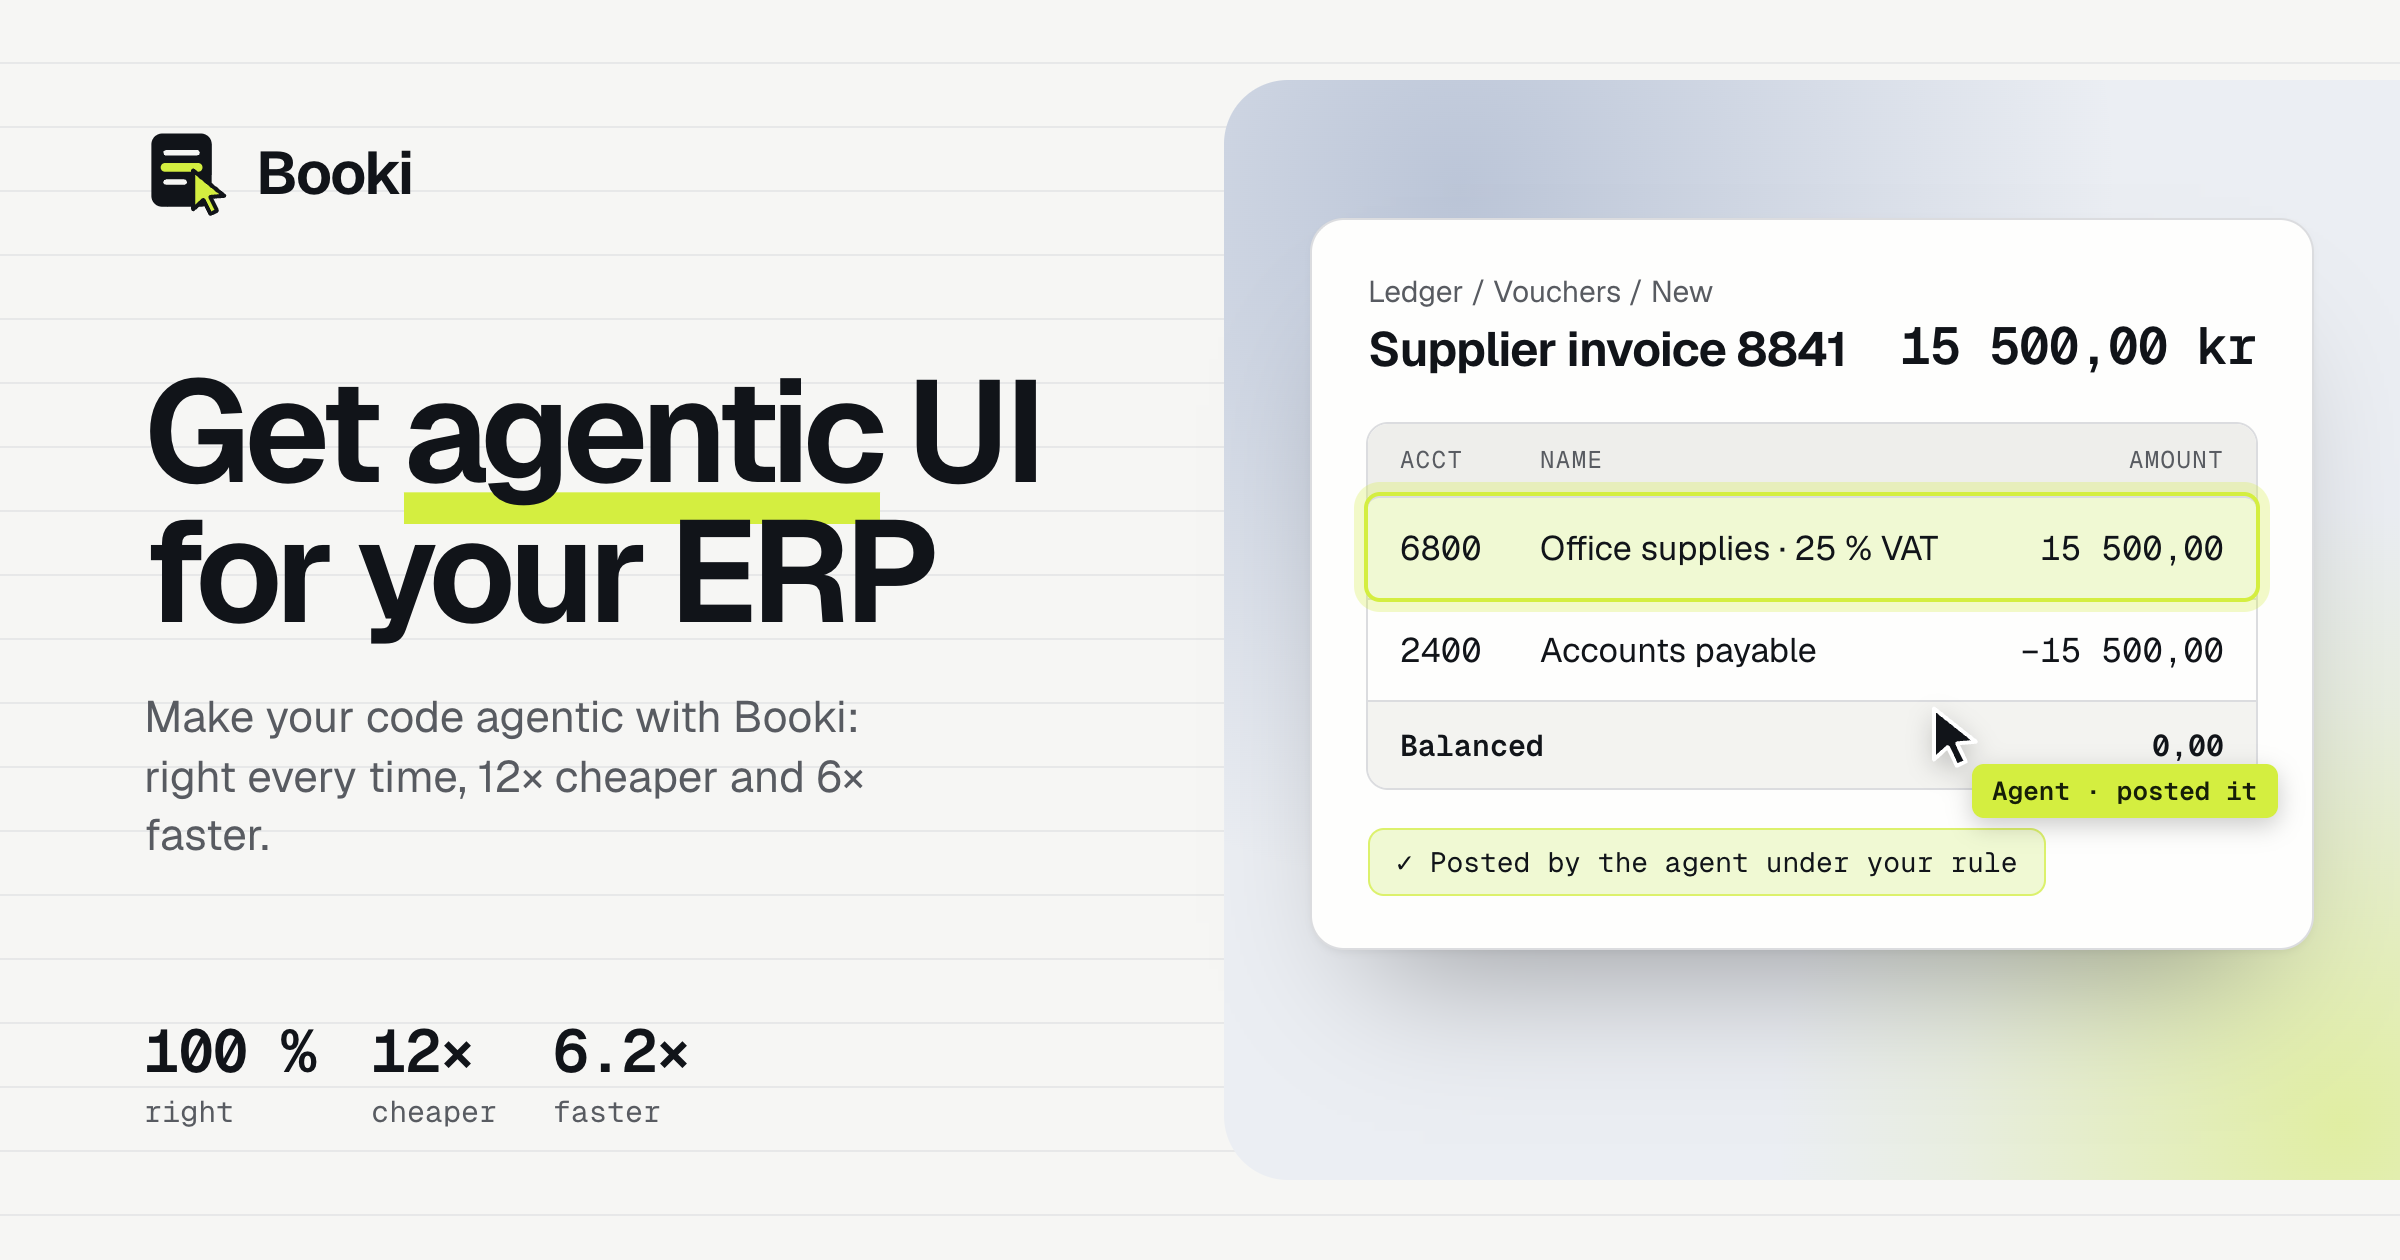 Booki
Get agentic UI
for your ERP
Make your code agentic with Booki:
right every time, 12× cheaper and 6×
faster.
100 % 12× 6.2×
right cheaper faster
Ledger / Vouchers / New
Supplier invoice 8841 15 500,00 kr
ACCT NAME AMOUNT
6800 Office supplies · 25 % VAT 15 500,00
2400 Accounts payable −15 500,00
Balanced 0,00
Agent · posted it
✓ Posted by the agent under your rule